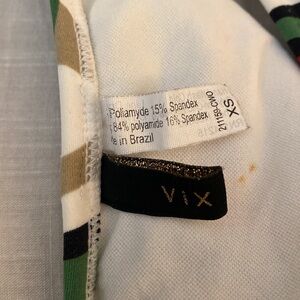 Poliamyde 15% Spandex
84% polyamide 16% Spandex
in Brazil
XS
ViX